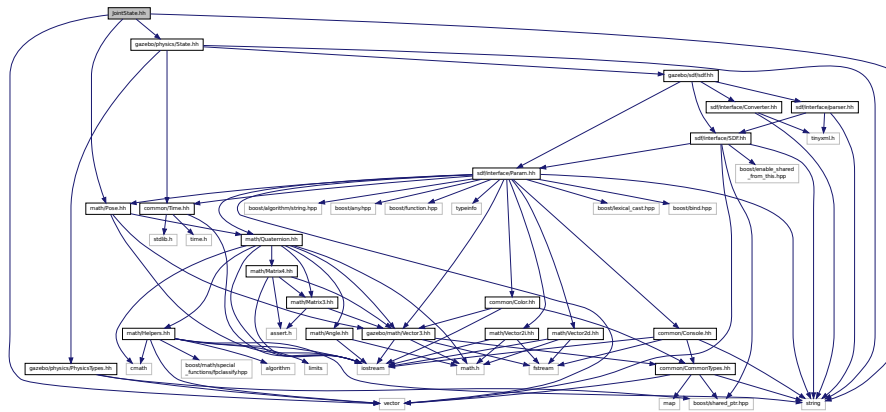 JointState.hh
gazebo/physics/State.hh
gazebo/sdf/sdf.hh
sdf/interface/Converter.hh
sdf/interface/parser.hh
sdf/interface/SDF.hh
tinyxml.h
boost/enable_shared
_from_this.hpp
sdf/interface/Param.hh
math/Pose.hh
common/Time.hh
boost/algorithm/string.hpp
boost/any.hpp
boost/function.hpp
typeinfo
boost/lexical_cast.hpp
boost/bind.hpp
stdlib.h
time.h
math/Quaternion.hh
math/Matrix4.hh
math/Matrix3.hh
common/Color.hh
math/Helpers.hh
assert.h
math/Angle.hh
gazebo/math/Vector3.hh
math/Vector2i.hh
math/Vector2d.hh
common/Console.hh
gazebo/physics/PhysicsTypes.hh
cmath
boost/math/special
_functions/fpclassify.hpp
algorithm
limits
iostream
math.h
fstream
common/CommonTypes.hh
vector
map
boost/shared_ptr.hpp
string